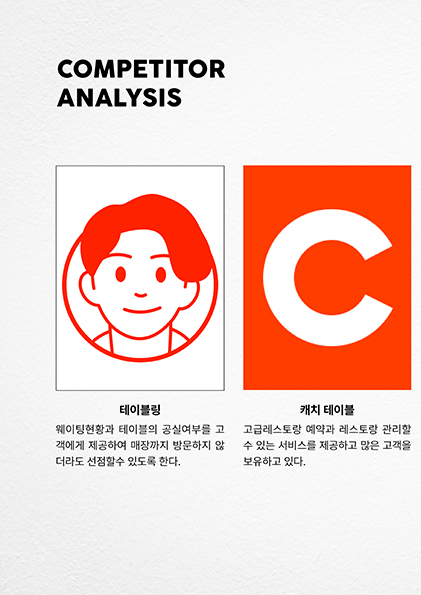 COMPETITOR
ANALYSIS
C
테이블링
웨이팅현황과 테이블의 공실여부를 고
객에게 제공하여 매장까지 방문하지 않
더라도 선점할수 있도록 한다.
캐치 테이블
고급레스토랑 예약과 레스토랑 관리할
수 있는 서비스를 제공하고 많은 고객을
보유하고 있다.